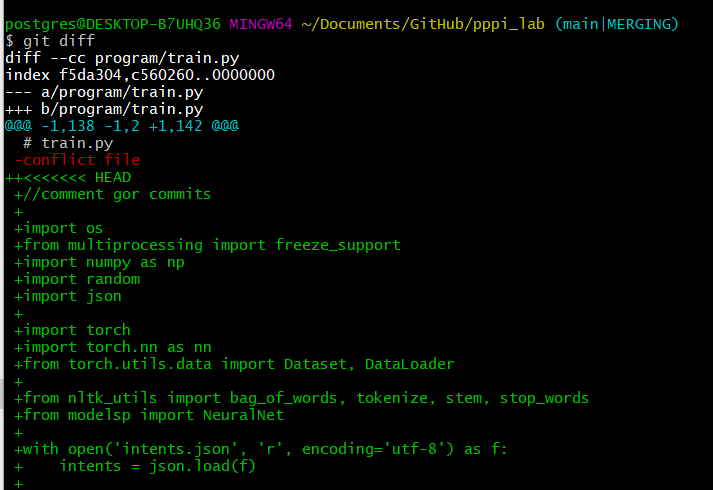 postgres@DESKTOP-B7UHQ36 MINGW64 ~/Documents/GitHub/pppi_lab (main|MERGING)
$ git diff
diff --cc program/train.py
index f5da304,c560260..0000000
--- a/program/train.py
+++ b/program/train.py
@@@ -1,138 -1,2 +1,142 @@@
  # train.py
 -conflict file
++<<<<<<< HEAD
 +//comment gor commits
 +
 +import os
 +from multiprocessing import freeze_support
 +import numpy as np
 +import random
 +import json
 +
 +import torch
 +import torch.nn as nn
 +from torch.utils.data import Dataset, DataLoader
 +
 +from nltk_utils import bag_of_words, tokenize, stem, stop_words
 +from modelsp import NeuralNet
 +
 +with open('intents.json', 'r', encoding='utf-8') as f:
 +    intents = json.load(f)
 +